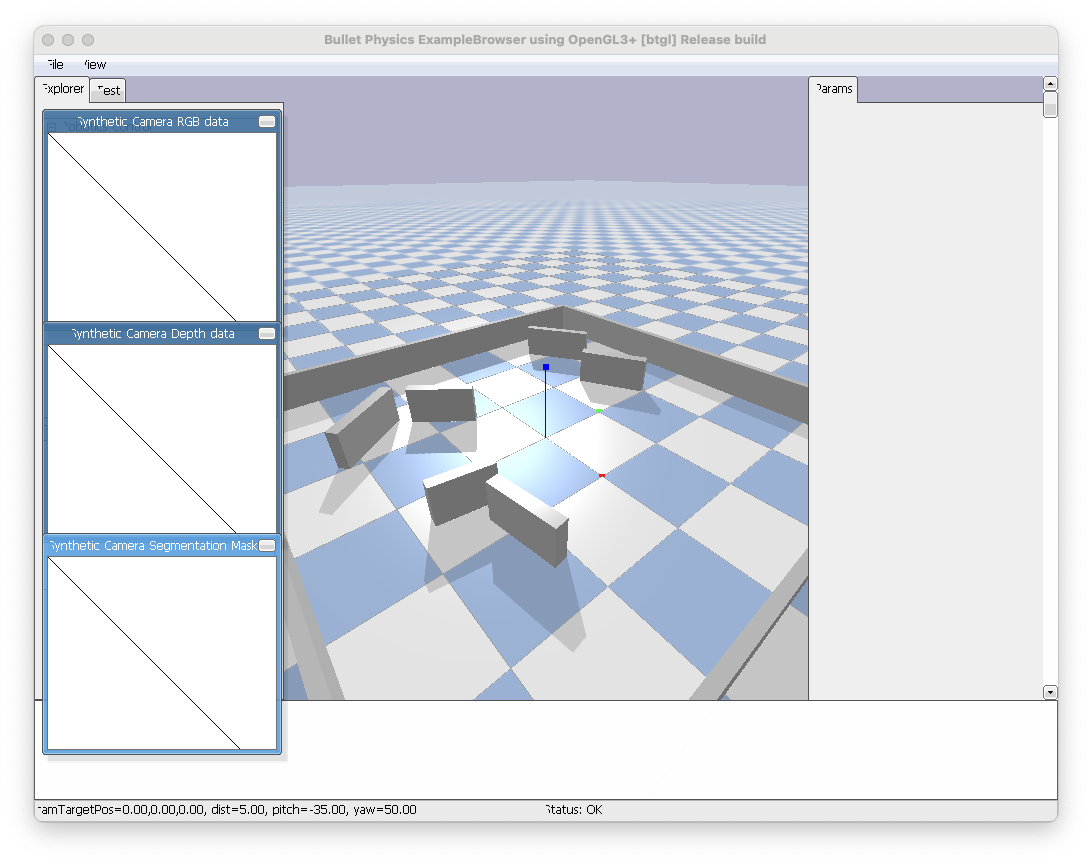 Bullet Physics ExampleBrowser using OpenGL3+ [btgl] Release build
File View
Explorer Test Params
Synthetic Camera RGB data
Synthetic Camera Depth data
Synthetic Camera Segmentation Mask
camTargetPos=0.00,0.00,0.00, dist=5.00, pitch=-35.00, yaw=50.00 Status: OK